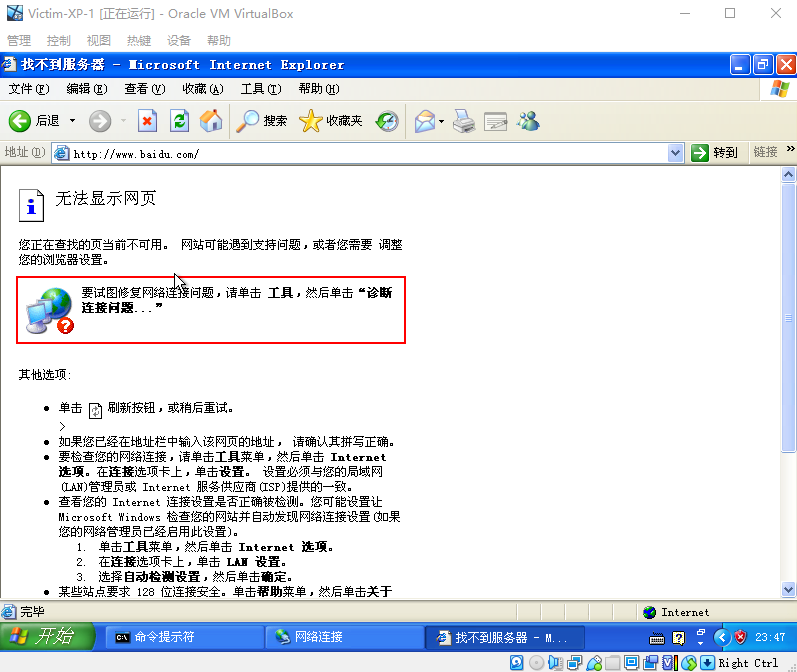 Victim-XP-1 [正在运行] - Oracle VM VirtualBox
管理 控制 视图 热键 设备 帮助
找不到服务器 - Microsoft Internet Explorer
文件(F) 编辑(E) 查看(V) 收藏(A) 工具(T) 帮助(H)
后退 搜索 收藏夹
地址(D) http://www.baidu.com/ 转到 链接 »
无法显示网页
您正在查找的页当前不可用。 网站可能遇到支持问题，或者您需要 调整
您的浏览器设置。
要试图修复网络连接问题，请单击 工具，然后单击“诊断
连接问题...”
其他选项:
• 单击 刷新按钮，或稍后重试。
>
• 如果您已经在地址栏中输入该网页的地址， 请确认其拼写正确。
• 要检查您的网络连接，请单击工具菜单，然后单击 Internet
选项。在连接选项卡上，单击设置。 设置必须与您的局域网
(LAN)管理员或 Internet 服务供应商(ISP)提供的一致。
• 查看您的 Internet 连接设置是否正确被检测。您可能设置让
Microsoft Windows 检查您的网站并自动发现网络连接设置(如果
您的网络管理员已经启用此设置)。
1. 单击工具菜单，然后单击 Internet 选项。
2. 在连接选项卡上，单击 LAN 设置。
3. 选择自动检测设置，然后单击确定。
• 某些站点要求 128 位连接安全。单击帮助菜单，然后单击关于
完毕 Internet
开始 命令提示符 网络连接 找不到服务器 - M... 23:47
Right Ctrl